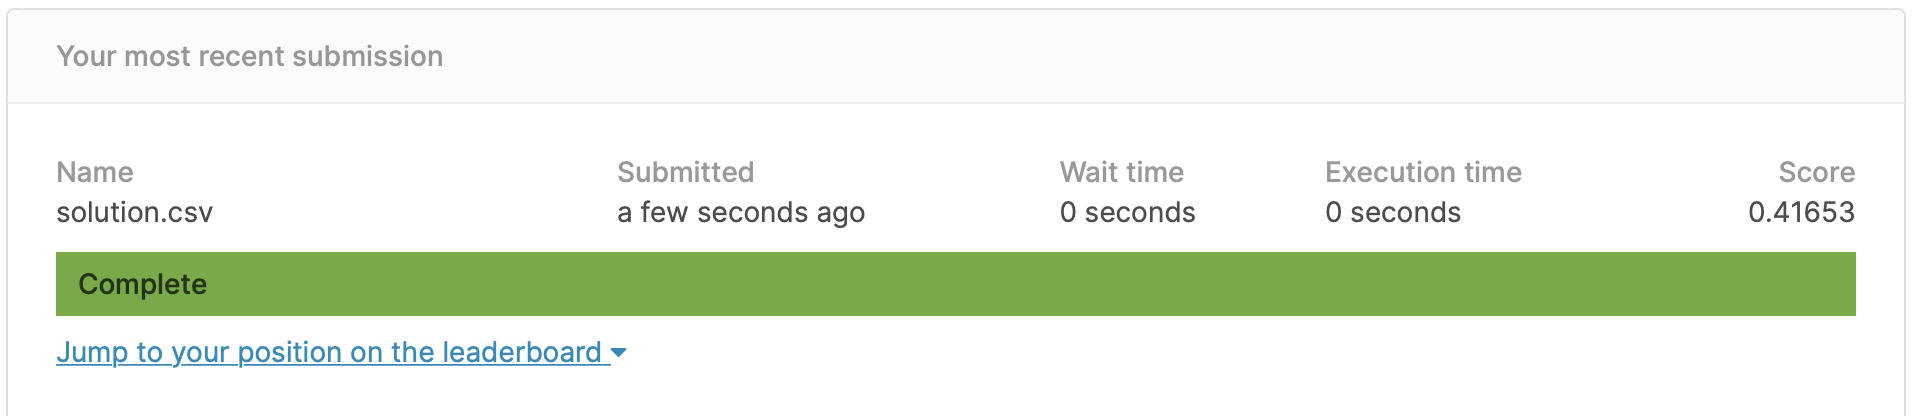 Your most recent submission
Name Submitted Wait time Execution time Score
solution.csv a few seconds ago 0 seconds 0 seconds 0.41653
Complete
Jump to your position on the leaderboard